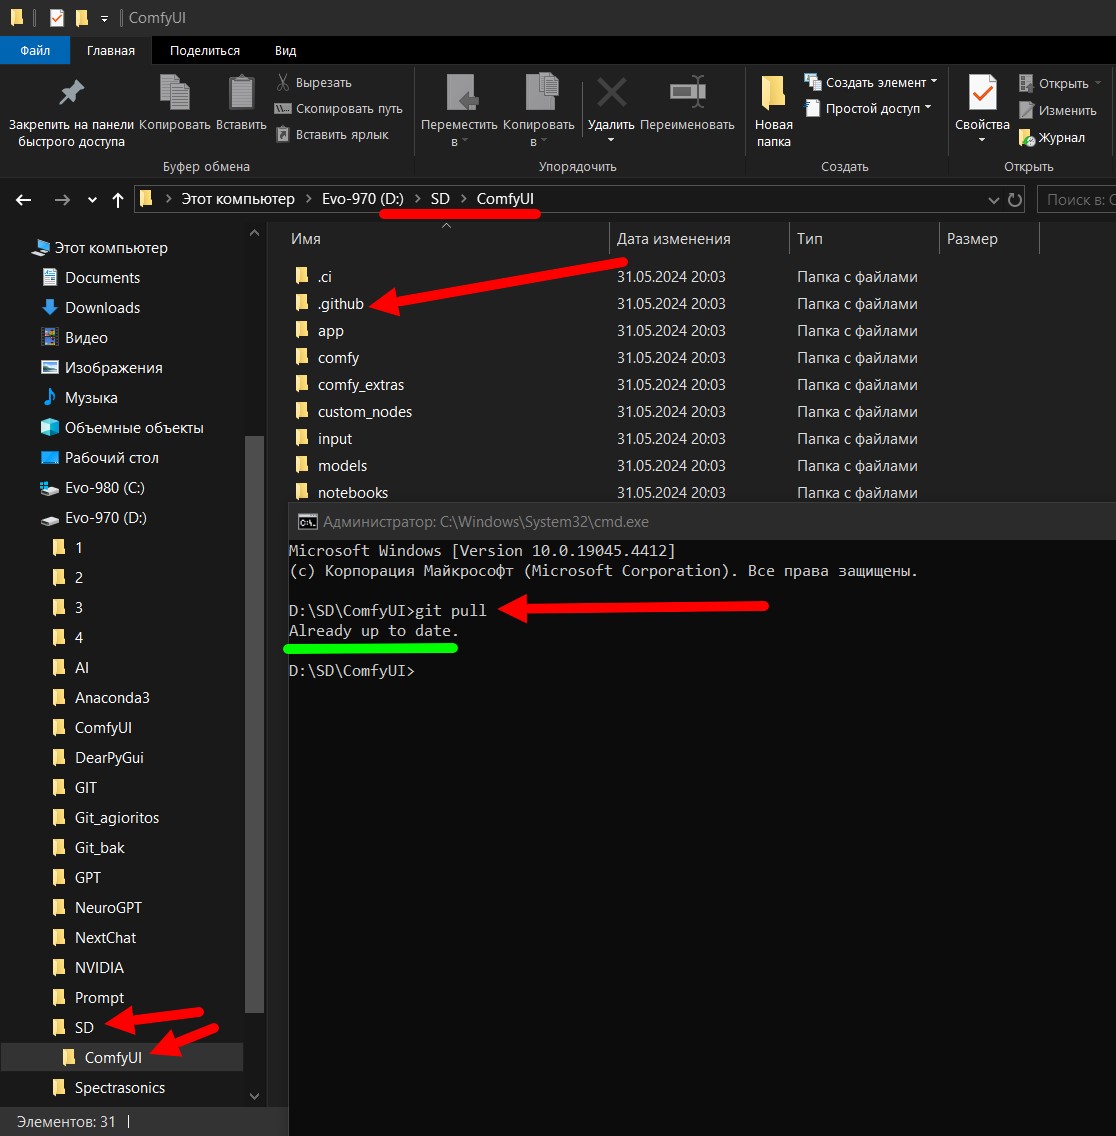 ComfyUI
Файл Главная Поделиться Вид
Закрепить на панели быстрого доступа
Копировать
Вставить
Вырезать
Скопировать путь
Вставить ярлык
Буфер обмена
Переместить в
Копировать в
Удалить
Переименовать
Упорядочить
Новая папка
Создать элемент
Простой доступ
Создать
Свойства
Открыть
Изменить
Журнал
Открыть
Этот компьютер > Evo-970 (D:) > SD > ComfyUI
Поиск в:
Этот компьютер
Documents
Downloads
Видео
Изображения
Музыка
Объемные объекты
Рабочий стол
Evo-980 (C:)
Evo-970 (D:)
1
2
3
4
AI
Anaconda3
ComfyUI
DearPyGui
GIT
Git_agioritos
Git_bak
GPT
NeuroGPT
NextChat
NVIDIA
Prompt
SD
ComfyUI
Spectrasonics
Имя Дата изменения Тип Размер
.ci 31.05.2024 20:03 Папка с файлами
.github 31.05.2024 20:03 Папка с файлами
app 31.05.2024 20:03 Папка с файлами
comfy 31.05.2024 20:03 Папка с файлами
comfy_extras 31.05.2024 20:03 Папка с файлами
custom_nodes 31.05.2024 20:03 Папка с файлами
input 31.05.2024 20:03 Папка с файлами
models 31.05.2024 20:03 Папка с файлами
notebooks 31.05.2024 20:03 Папка с файлами
Администратор: C:\Windows\System32\cmd.exe
Microsoft Windows [Version 10.0.19045.4412]
(c) Корпорация Майкрософт (Microsoft Corporation). Все права защищены.
D:\SD\ComfyUI>git pull
Already up to date.
D:\SD\ComfyUI>
Элементов: 31